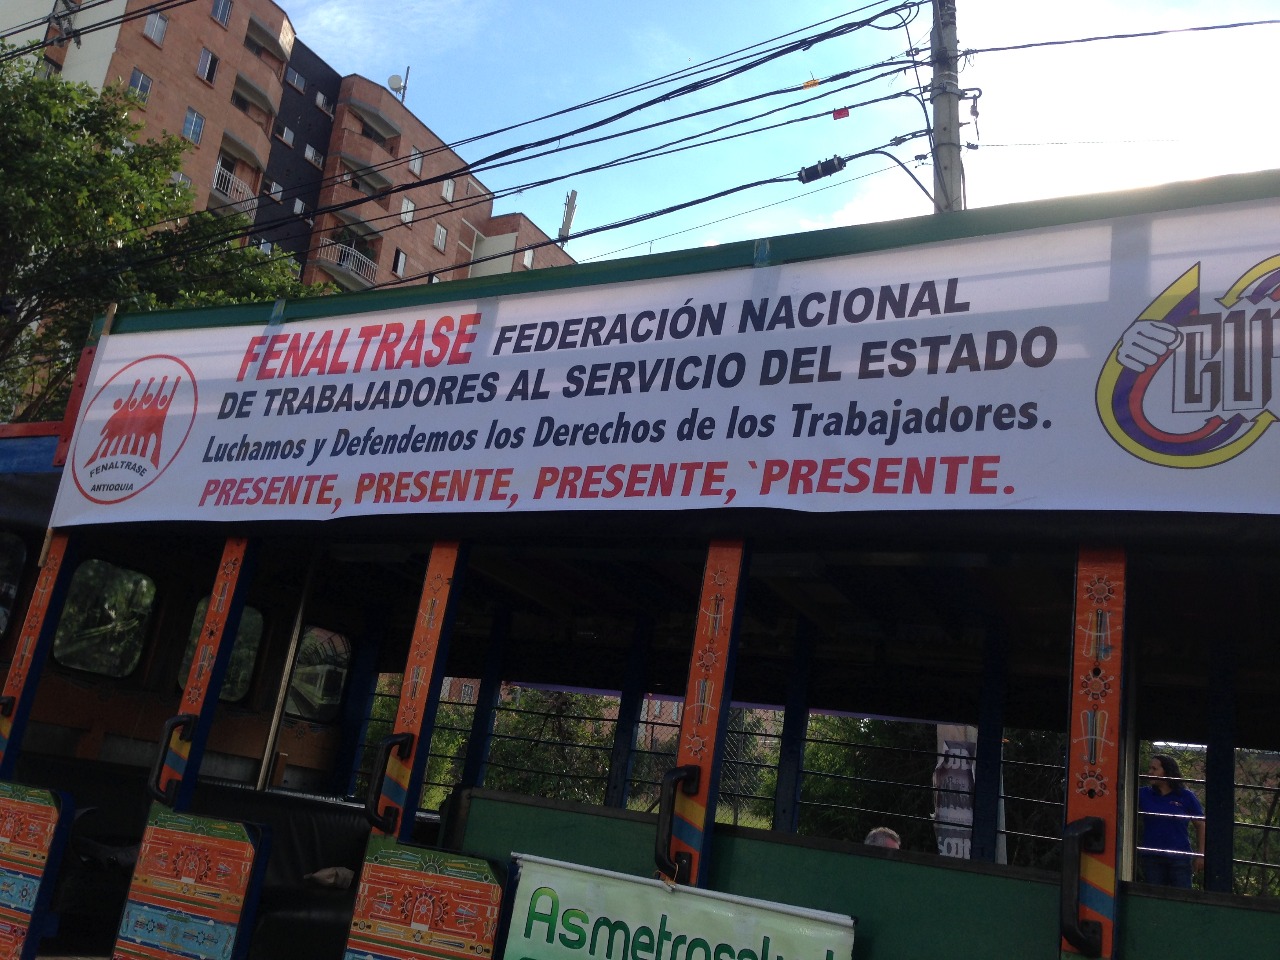 FENALTRASE FEDERACIÓN NACIONAL
DE TRABAJADORES AL SERVICIO DEL ESTADO
Luchamos y Defendemos los Derechos de los Trabajadores.
PRESENTE, PRESENTE, PRESENTE, `PRESENTE.
FENALTRASE
ANTIOQUIA
CUT
Asmetrosalud